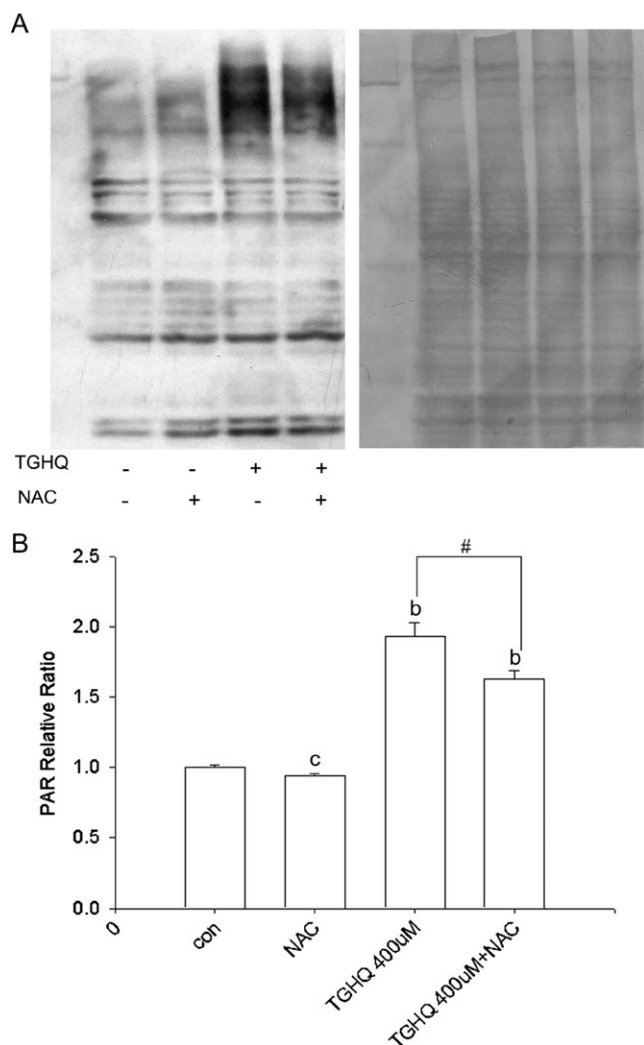 A
TGHQ - - + +
NAC - + - +
B
PAR Relative Ratio
2.5
2.0
1.5
1.0
0.5
0.0
#
b
b
c
0 con NAC TGHQ 400uM TGHQ 400uM+NAC